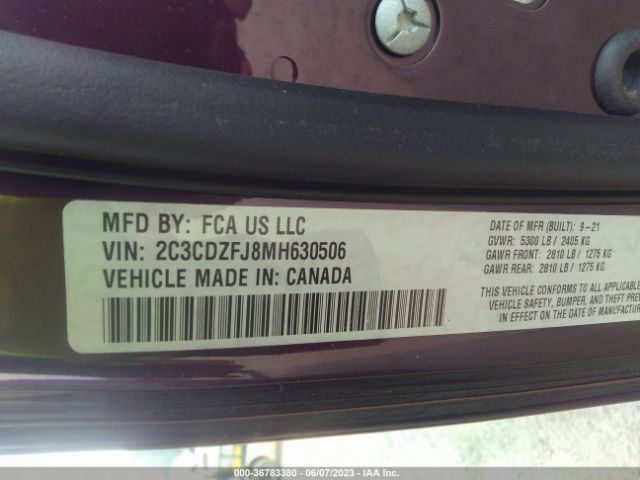 MFD BY: FCA US LLC
VIN: 2C3CDZFJ8MH630506
VEHICLE MADE IN: CANADA
DATE OF MFR (BUILT): 9-21
GVWR: 5300 LB / 2405 KG
GAWR FRONT: 2810 LB / 1275 KG
GAWR REAR: 2810 LB / 1275 KG
THIS VEHICLE CONFORMS TO ALL APPLICABLE
VEHICLE SAFETY, BUMPER, AND THEFT PRE
IN EFFECT ON THE DATE OF MANUFACTUR
Stock: 36783380 - 06/07/2023 - IAA Inc.